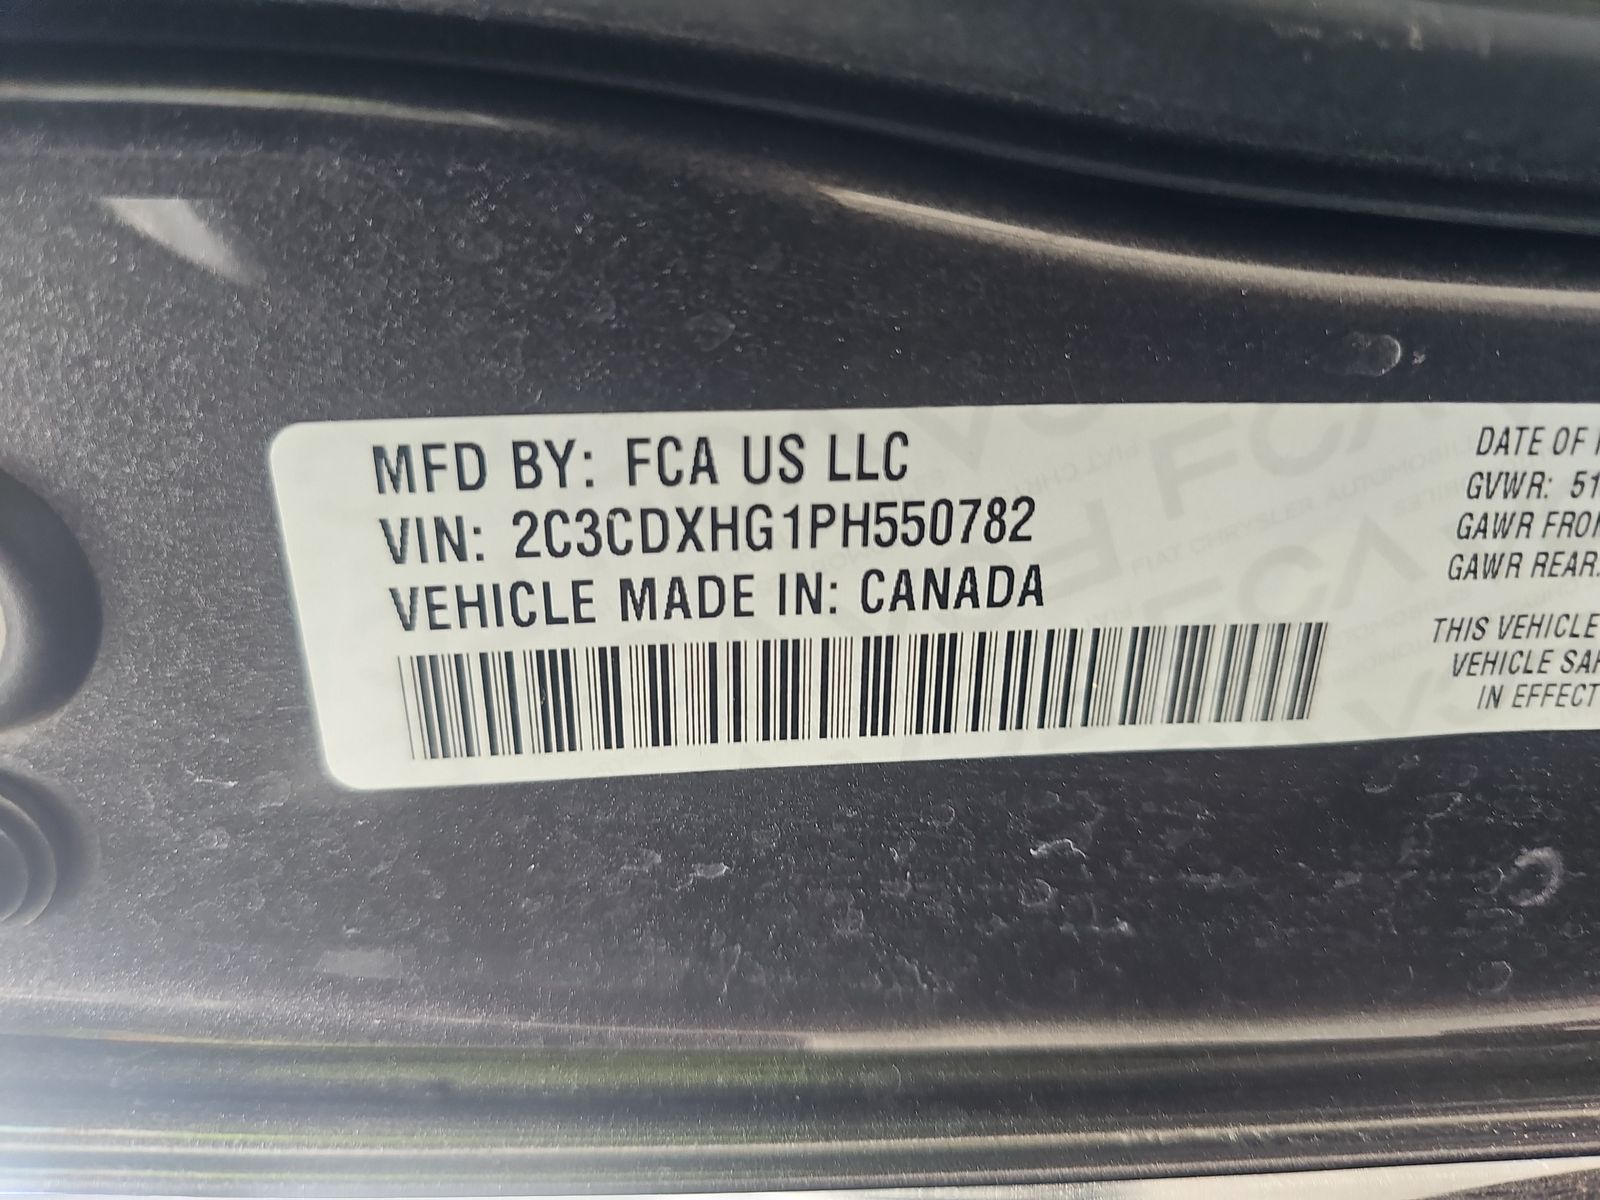 MFD BY: FCA US LLC
VIN: 2C3CDXHG1PH550782
VEHICLE MADE IN: CANADA
DATE OF
GVWR: 51
GAWR FRON
GAWR REAR:
THIS VEHICLE
VEHICLE SAF
IN EFFECT